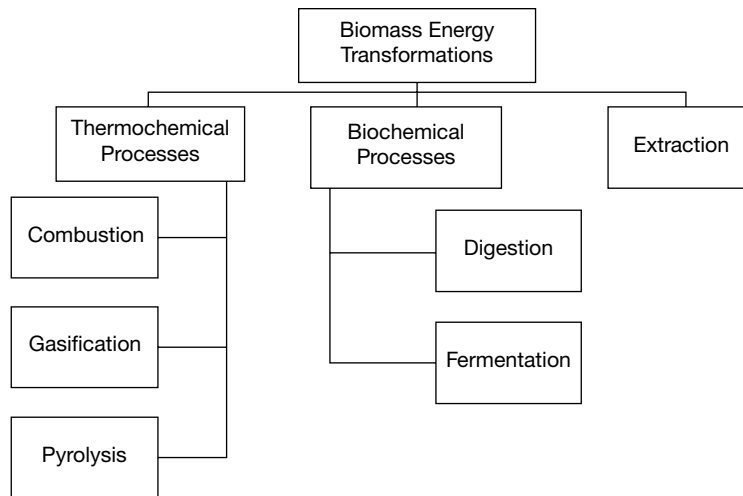 Biomass Energy
Transformations
Thermochemical
Processes
Biochemical
Processes
Extraction
Combustion
Gasification
Pyrolysis
Digestion
Fermentation